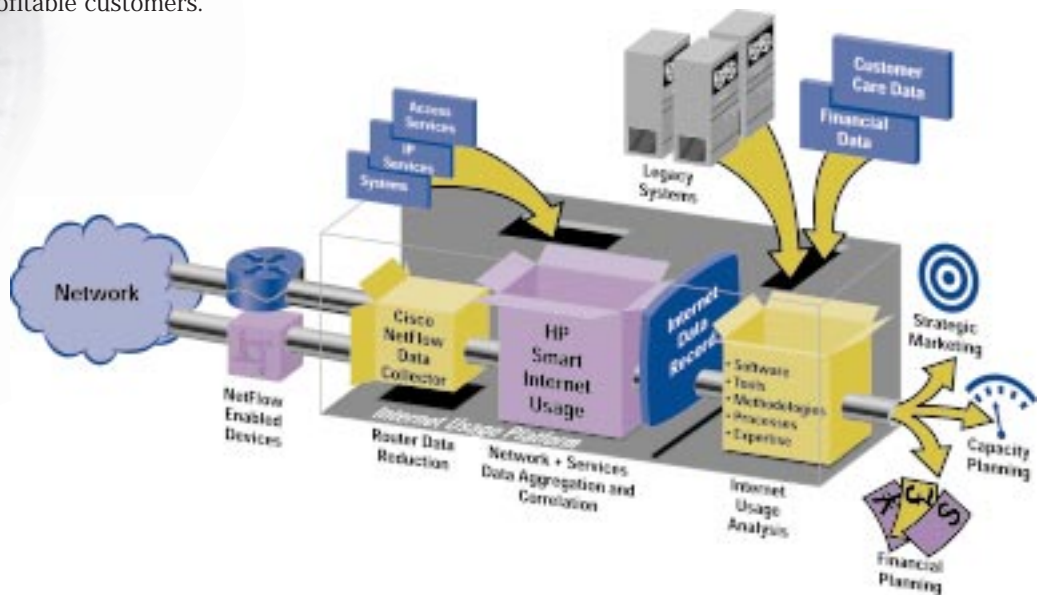 ofitable customers.
Access
Services
IP
Services
Systems
Legacy
Systems
Customer
Care Data
Financial
Data
Network
NetFlow
Enabled
Devices
Cisco
NetFlow
Data
Collector
Router Data
Reduction
HP
Smart
Internet
Usage
Internet Usage Platform
Network + Services
Data Aggregation and
Correlation
Internet
Data
Records
• Software
• Tools
• Methodologies
• Processes
• Expertise
Internet
Usage
Analysis
Strategic
Marketing
Capacity
Planning
¥ £ $
Financial
Planning